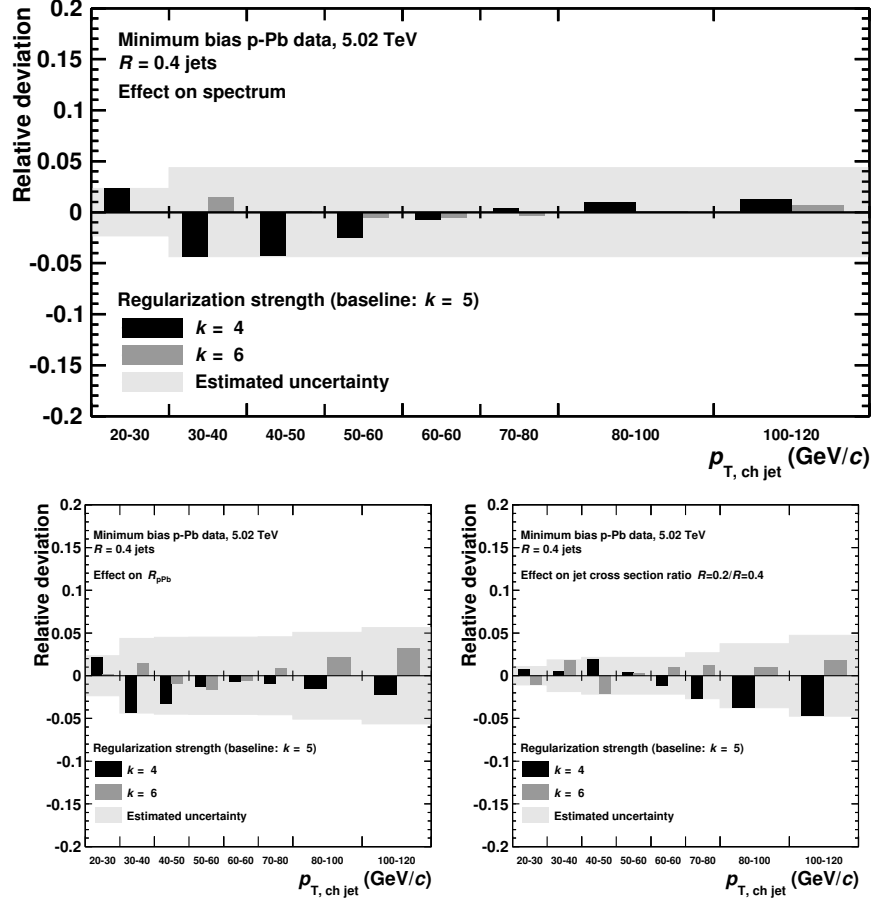 Relative deviation
0.2
0.15
0.1
0.05
0
-0.05
-0.1
-0.15
-0.2
Minimum bias p-Pb data, 5.02 TeV
R = 0.4 jets
Effect on spectrum
Regularization strength (baseline: k = 5)
k = 4
k = 6
Estimated uncertainty
20-30 30-40 40-50 50-60 60-60 70-80 80-100 100-120
pT, ch jet (GeV/c)
Relative deviation
0.2
0.15
0.1
0.05
0
-0.05
-0.1
-0.15
-0.2
Minimum bias p-Pb data, 5.02 TeV
R = 0.4 jets
Effect on RpPb
Regularization strength (baseline: k = 5)
k = 4
k = 6
Estimated uncertainty
20-30 30-40 40-50 50-60 60-60 70-80 80-100 100-120
pT, ch jet (GeV/c)
Relative deviation
0.2
0.15
0.1
0.05
0
-0.05
-0.1
-0.15
-0.2
Minimum bias p-Pb data, 5.02 TeV
R = 0.4 jets
Effect on jet cross section ratio R=0.2/R=0.4
Regularization strength (baseline: k = 5)
k = 4
k = 6
Estimated uncertainty
20-30 30-40 40-50 50-60 60-60 70-80 80-100 100-120
pT, ch jet (GeV/c)